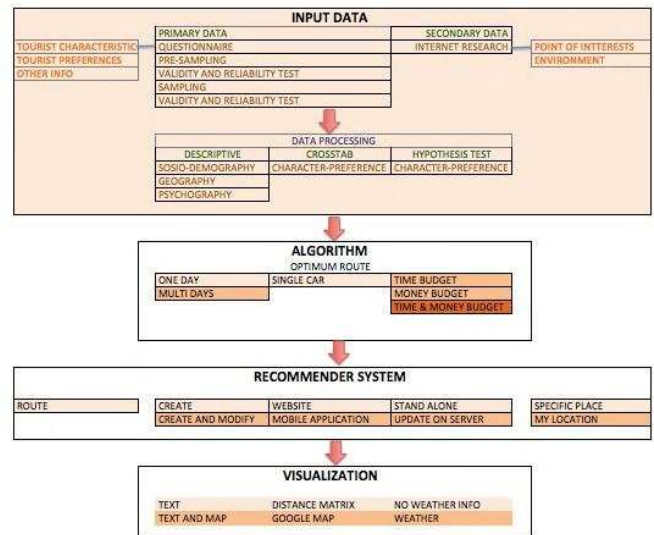 INPUT DATA
PRIMARY DATA SECONDARY DATA
TOURIST CHARACTERISTIC QUESTIONNAIRE INTERNET RESEARCH POINT OF INTTERESTS
TOURIST PREFERENCES PRE-SAMPLING ENVIRONMENT
OTHER INFO VALIDITY AND RELIABILITY TEST
SAMPLING
VALIDITY AND RELIABILITY TEST
DATA PROCESSING
DESCRIPTIVE CROSSTAB HYPOTHESIS TEST
SOSIO-DEMOGRAPHY CHARACTER-PREFERENCE CHARACTER-PREFERENCE
GEOGRAPHY
PSYCHOGRAPHY
ALGORITHM
OPTIMUM ROUTE
ONE DAY SINGLE CAR TIME BUDGET
MULTI DAYS MONEY BUDGET
TIME & MONEY BUDGET
RECOMMENDER SYSTEM
ROUTE CREATE WEBSITE STAND ALONE SPECIFIC PLACE
CREATE AND MODIFY MOBILE APPLICATION UPDATE ON SERVER MY LOCATION
VISUALIZATION
TEXT DISTANCE MATRIX NO WEATHER INFO
TEXT AND MAP GOOGLE MAP WEATHER